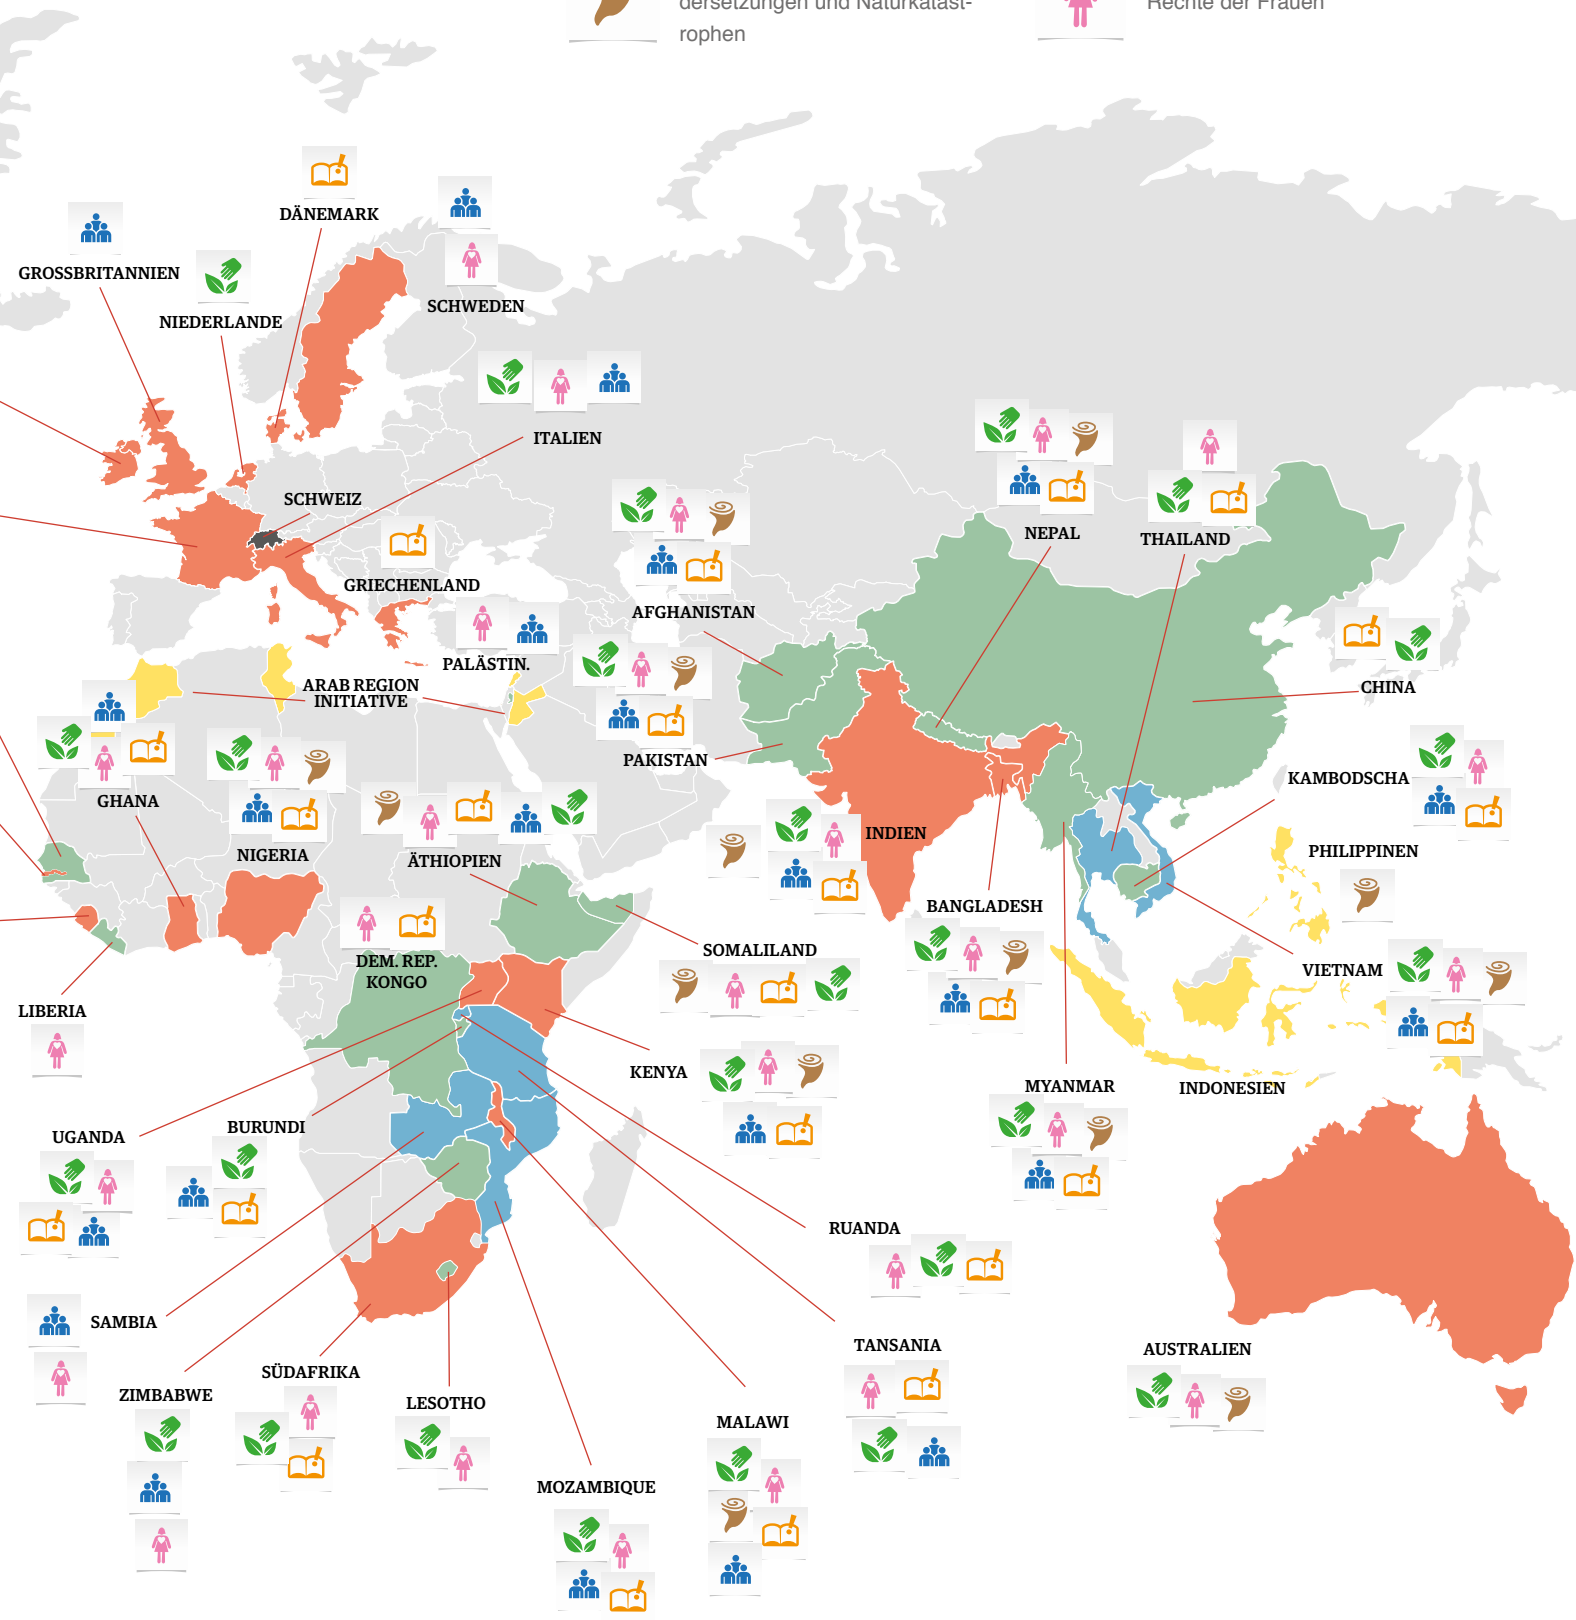 dersetzungen und Naturkatast-
rophen
Rechte der Frauen
DÄNEMARK
GROSSBRITANNIEN
SCHWEDEN
NIEDERLANDE
ITALIEN
SCHWEIZ
NEPAL
THAILAND
GRIECHENLAND
AFGHANISTAN
PALÄSTIN.
ARAB REGION
INITIATIVE
CHINA
PAKISTAN
KAMBODSCHA
GHANA
INDIEN
NIGERIA
ÄTHIOPIEN
PHILIPPINEN
BANGLADESH
SOMALILAND
DEM. REP.
KONGO
VIETNAM
LIBERIA
KENYA
MYANMAR
INDONESIEN
UGANDA
BURUNDI
RUANDA
SAMBIA
TANSANIA
AUSTRALIEN
SÜDAFRIKA
ZIMBABWE
LESOTHO
MALAWI
MOZAMBIQUE